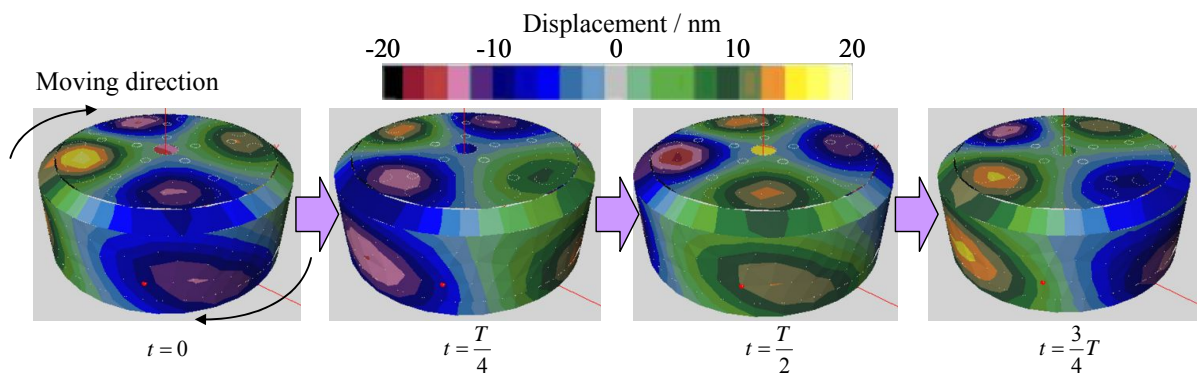 Displacement / nm
-20 -10 0 10 20
Moving direction
t = 0
t = T/4
t = T/2
t = 3/4 T